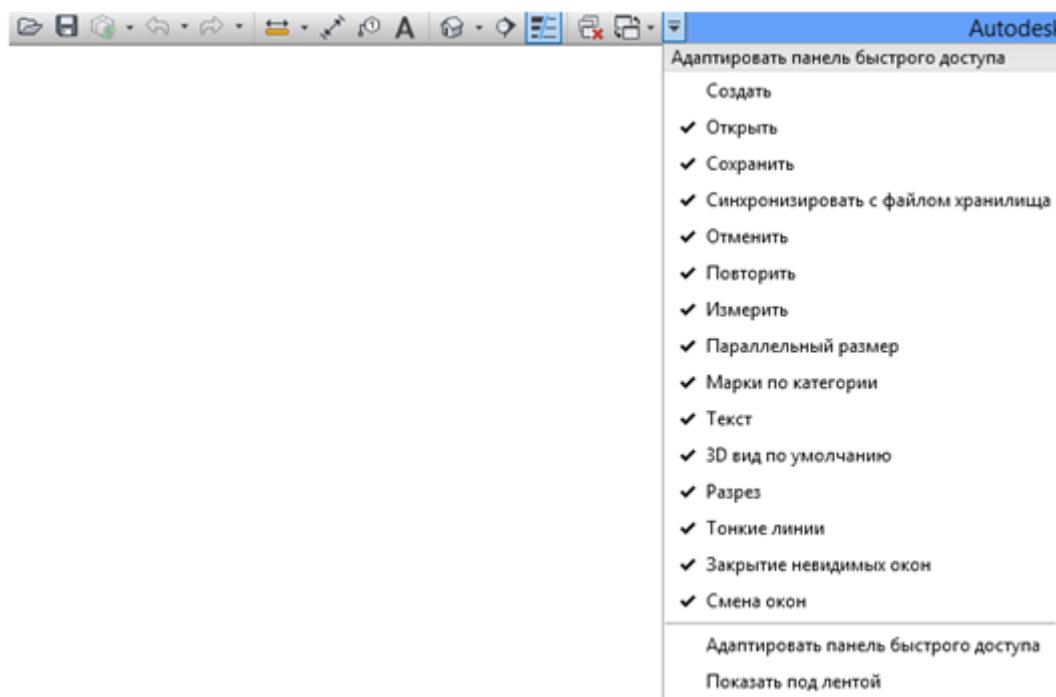 Autodesk
Адаптировать панель быстрого доступа
Создать
Открыть
Сохранить
Синхронизировать с файлом хранилища
Отменить
Повторить
Измерить
Параллельный размер
Марки по категории
Текст
3D вид по умолчанию
Разрез
Тонкие линии
Закрытие невидимых окон
Смена окон
Адаптировать панель быстрого доступа
Показать под лентой